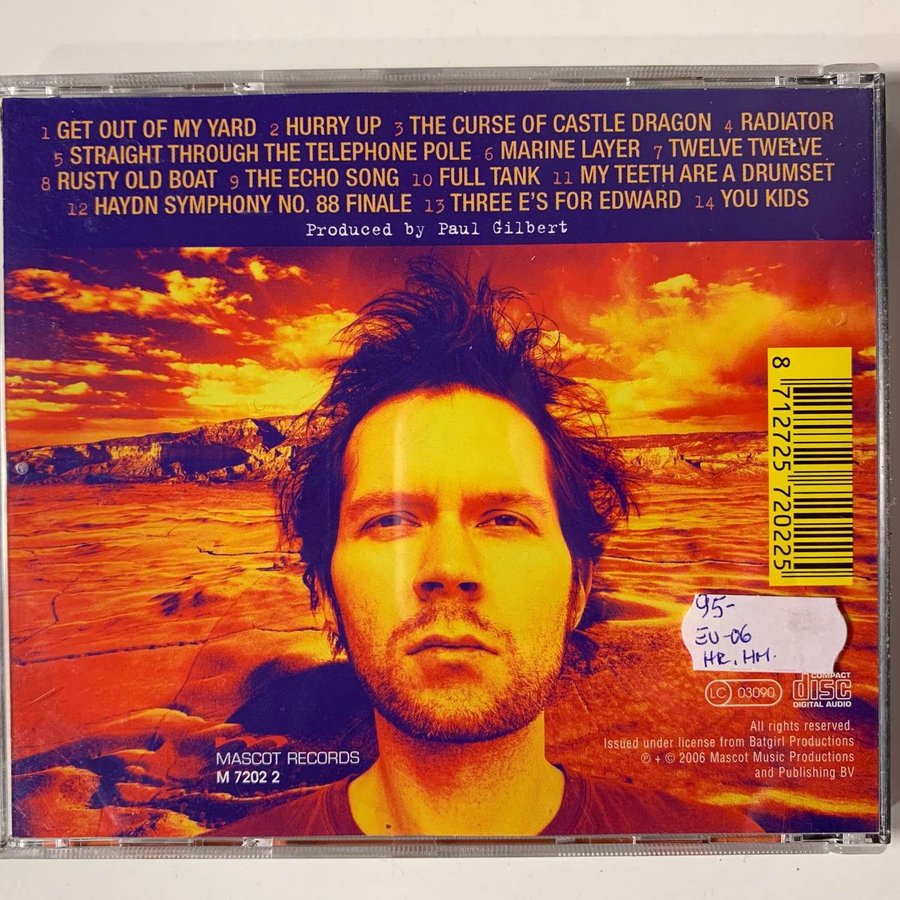 1 GET OUT OF MY YARD 2 HURRY UP 3 THE CURSE OF CASTLE DRAGON 4 RADIATOR
5 STRAIGHT THROUGH THE TELEPHONE POLE 6 MARINE LAYER 7 TWELVE TWELVE
8 RUSTY OLD BOAT 9 THE ECHO SONG 10 FULL TANK 11 MY TEETH ARE A DRUMSET
12 HAYDN SYMPHONY NO. 88 FINALE 13 THREE E'S FOR EDWARD 14 YOU KIDS
Produced by Paul Gilbert
8 712725 720225
95-
EU-06
HR, HM.
LC 03090
COMPACT
disc
DIGITAL AUDIO
MASCOT RECORDS
M 7202 2
All rights reserved.
Issued under license from Batgirl Productions
℗ + © 2006 Mascot Music Productions
and Publishing BV